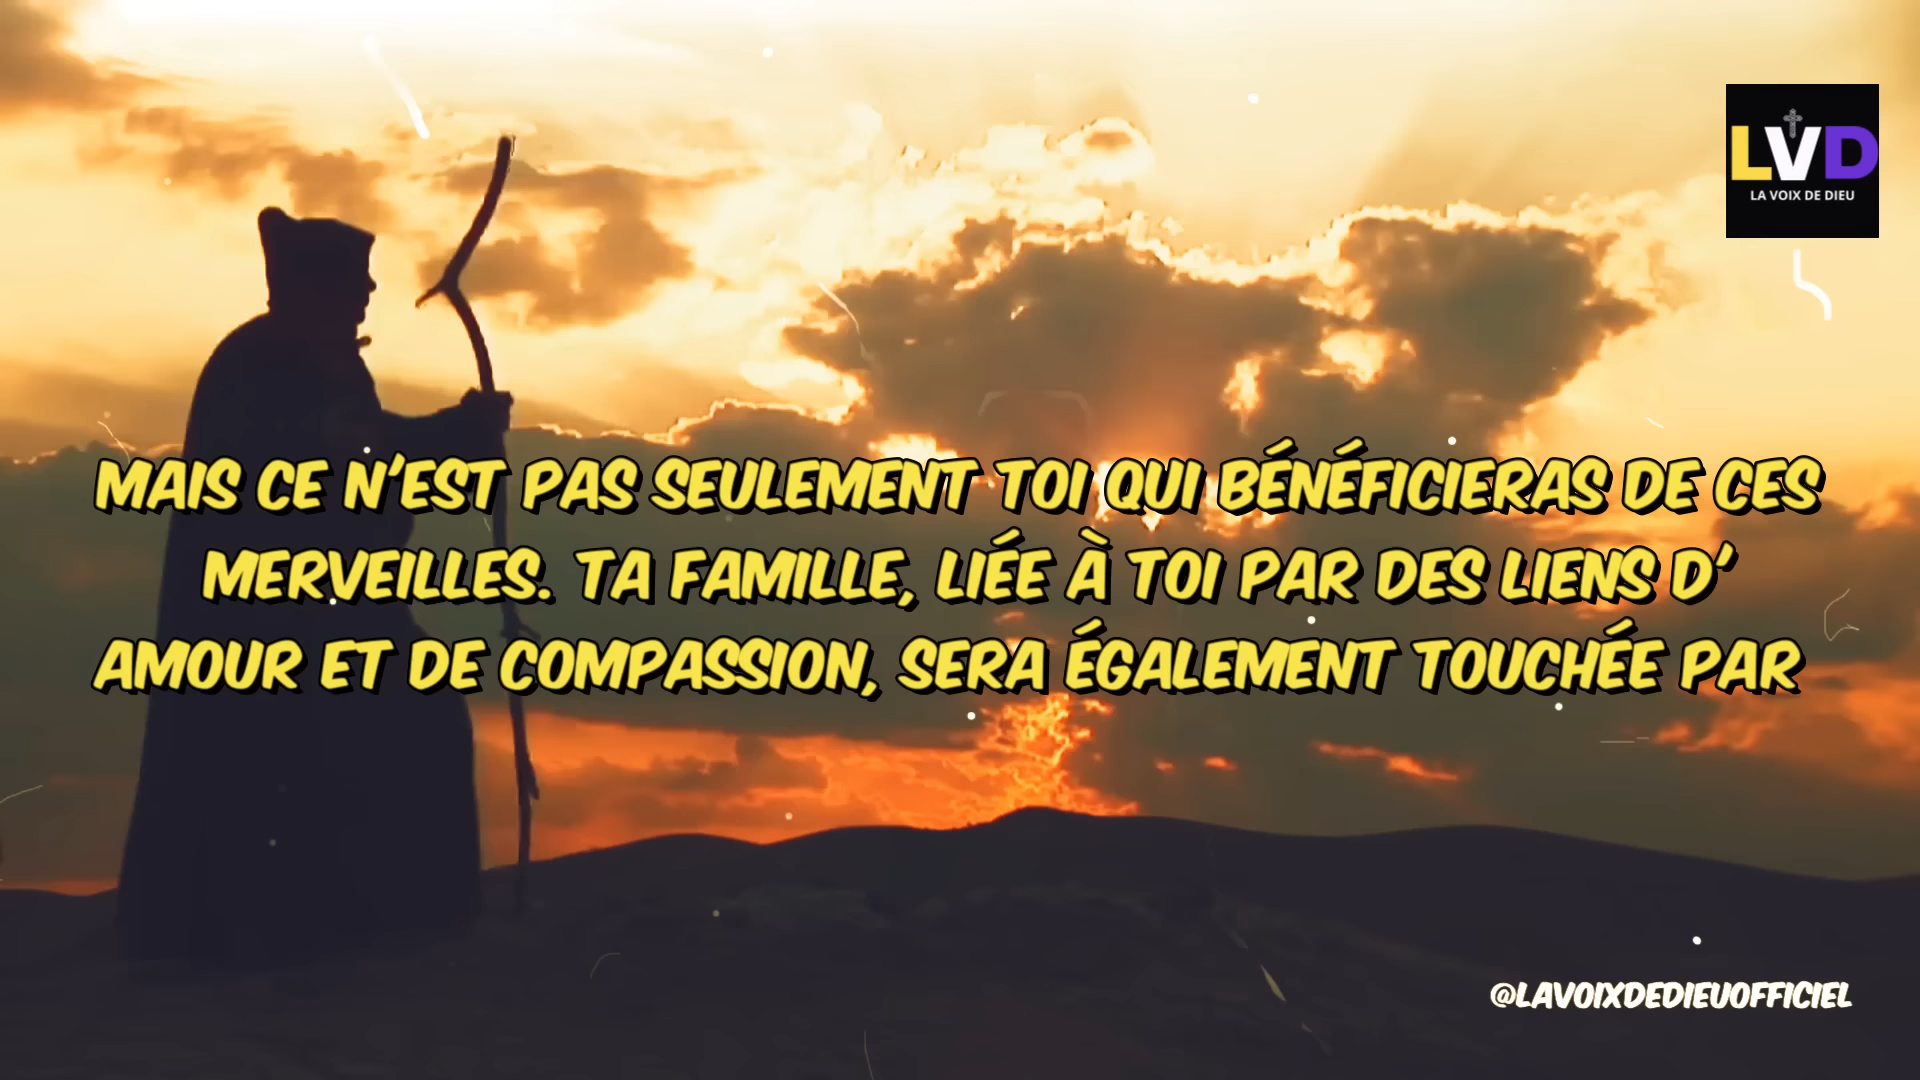 LVD
LA VOIX DE DIEU
MAIS CE N'EST PAS SEULEMENT TOI QUI BÉNÉFICIERAS DE CES
MERVEILLES. TA FAMILLE, LIÉE À TOI PAR DES LIENS D'
AMOUR ET DE COMPASSION, SERA ÉGALEMENT TOUCHÉE PAR
@LAVOIXDEDIEUOFFICIEL